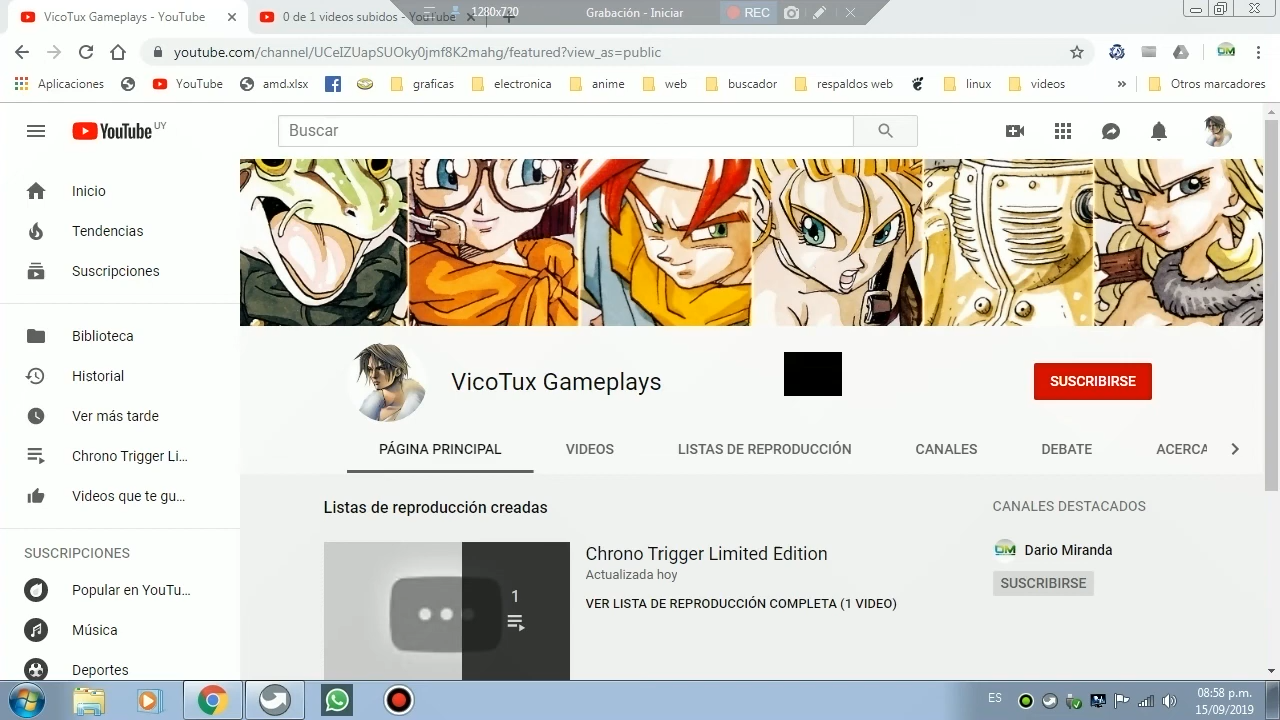 VicoTux Gameplays - YouTube
0 de 1 videos subidos - YouTube
1280x720
Grabación - Iniciar
REC
youtube.com/channel/UCeIZUapSUOky0jmf8K2mahg/featured?view_as=public
Aplicaciones
YouTube
amd.xlsx
graficas
electronica
anime
web
buscador
respaldos web
linux
videos
»
Otros marcadores
YouTube UY
Buscar
Inicio
Tendencias
Suscripciones
Biblioteca
Historial
Ver más tarde
Chrono Trigger Li...
Videos que te gu...
SUSCRIPCIONES
Popular en YouTu...
Música
Deportes
VicoTux Gameplays
SUSCRIBIRSE
PÁGINA PRINCIPAL
VIDEOS
LISTAS DE REPRODUCCIÓN
CANALES
DEBATE
ACERCA
Listas de reproducción creadas
1
Chrono Trigger Limited Edition
Actualizada hoy
VER LISTA DE REPRODUCCIÓN COMPLETA (1 VIDEO)
CANALES DESTACADOS
DM
Dario Miranda
SUSCRIBIRSE
ES
08:58 p.m.
15/09/2019